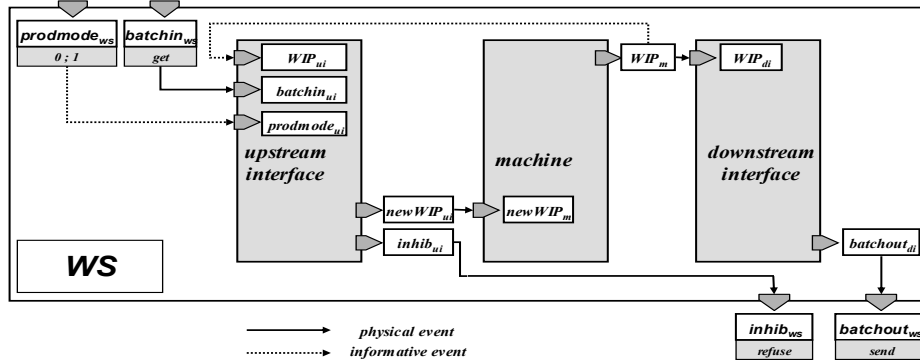 prodmodews batchinws
0 ; 1 get
WIPui
batchinui
prodmodeui
upstream
interface
newWIPui
inhibui
machine
newWIPm
WIPm
WIPdi
downstream
interface
batchoutdi
WS
physical event
informative event
inhibws
refuse
batchoutws
send